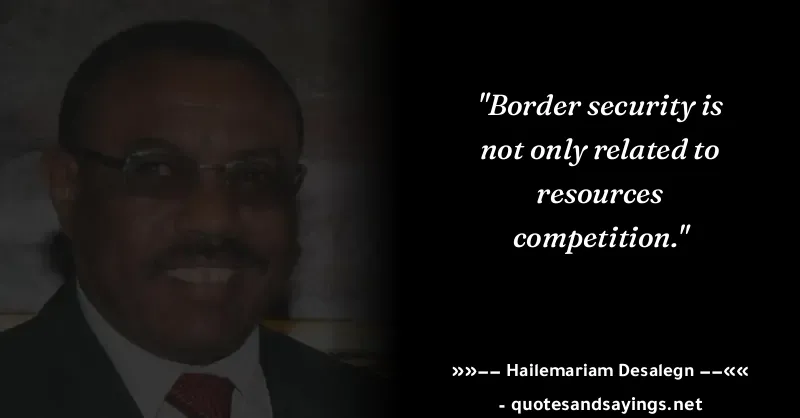 "Border security is
not only related to
resources
competition."
»»−− Hailemariam Desalegn −−««
- quotesandsayings.net